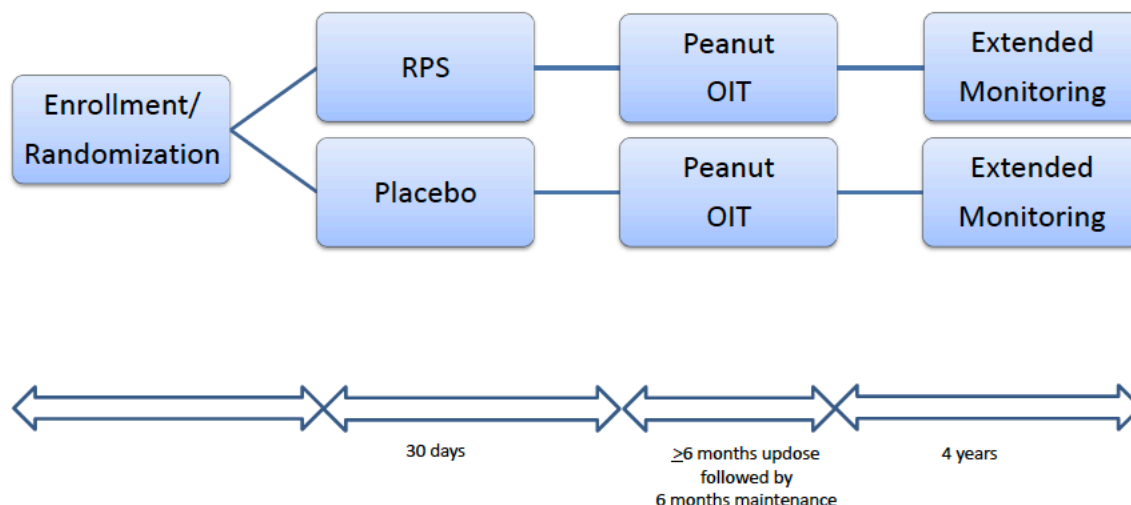 Enrollment/
Randomization
RPS
Peanut
OIT
Extended
Monitoring
Placebo
Peanut
OIT
Extended
Monitoring
30 days
≥6 months updose
followed by
6 months maintenance
4 years